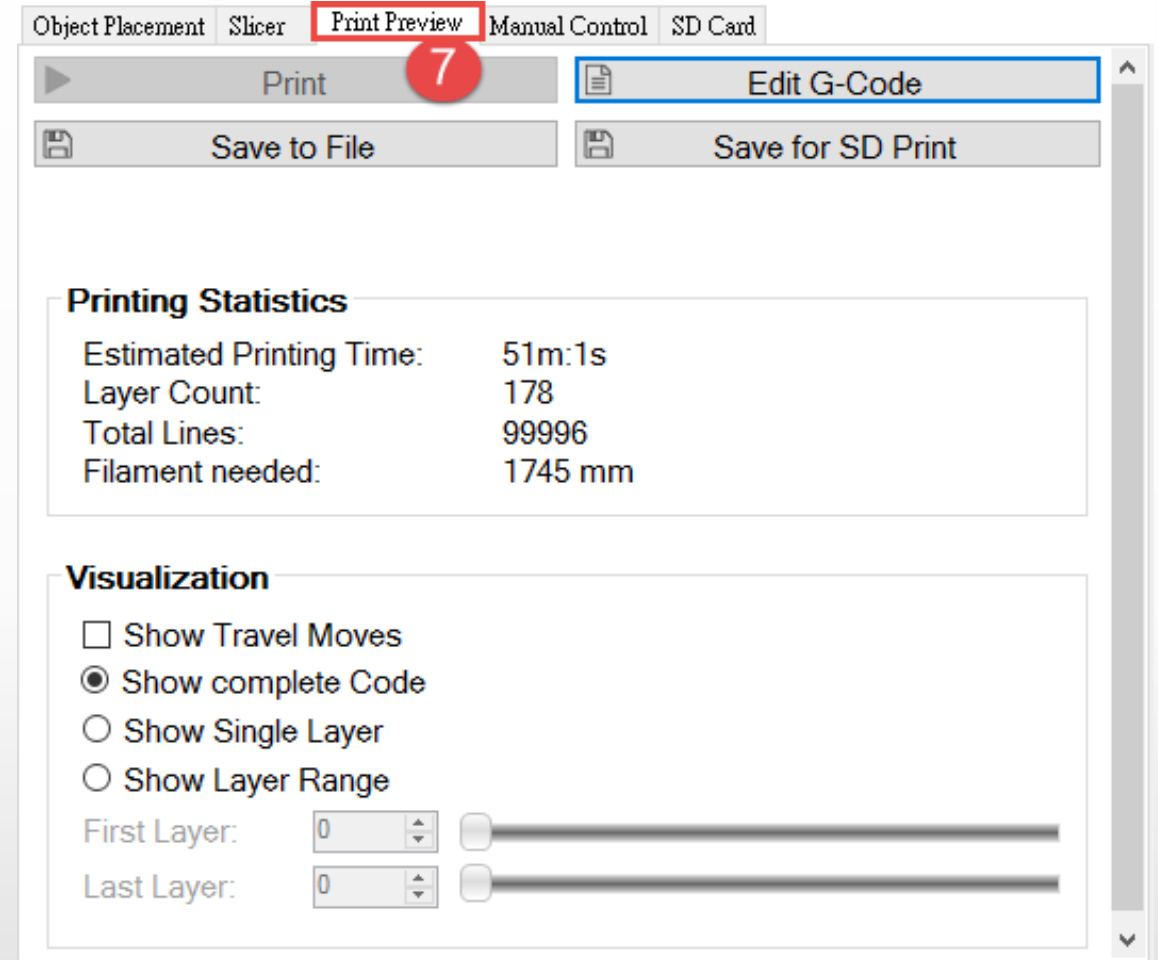 Object Placement Slicer Print Preview Manual Control SD Card
7
Print Edit G-Code
Save to File Save for SD Print
Printing Statistics
Estimated Printing Time: 51m:1s
Layer Count: 178
Total Lines: 99996
Filament needed: 1745 mm
Visualization
Show Travel Moves
Show complete Code
Show Single Layer
Show Layer Range
First Layer: 0
Last Layer: 0